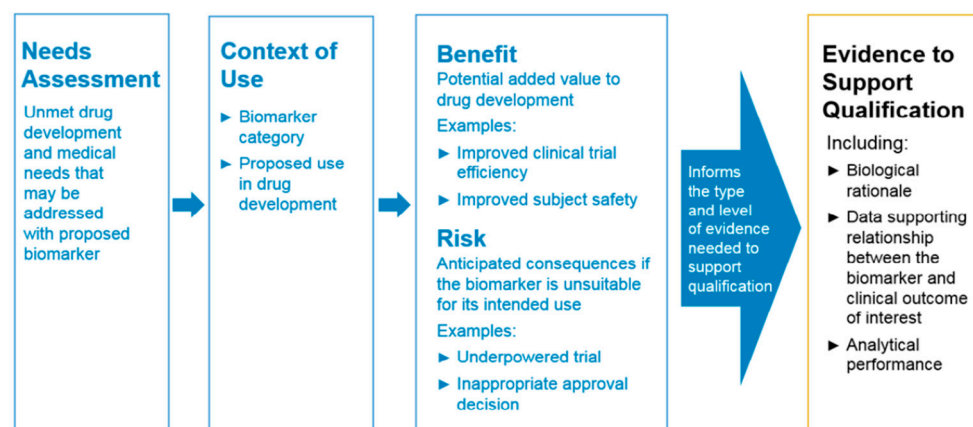 Needs
Assessment
Unmet drug
development
and medical
needs that
may be
addressed
with proposed
biomarker
Context of
Use
► Biomarker
category
► Proposed use
in drug
development
Benefit
Potential added value to
drug development
Examples:
► Improved clinical trial
efficiency
► Improved subject safety
Risk
Anticipated consequences if
the biomarker is unsuitable
for its intended use
Examples:
► Underpowered trial
► Inappropriate approval
decision
Informs
the type
and level
of evidence
needed to
support
qualification
Evidence to
Support
Qualification
Including:
► Biological
rationale
► Data supporting
relationship
between the
biomarker and
clinical outcome
of interest
► Analytical
performance